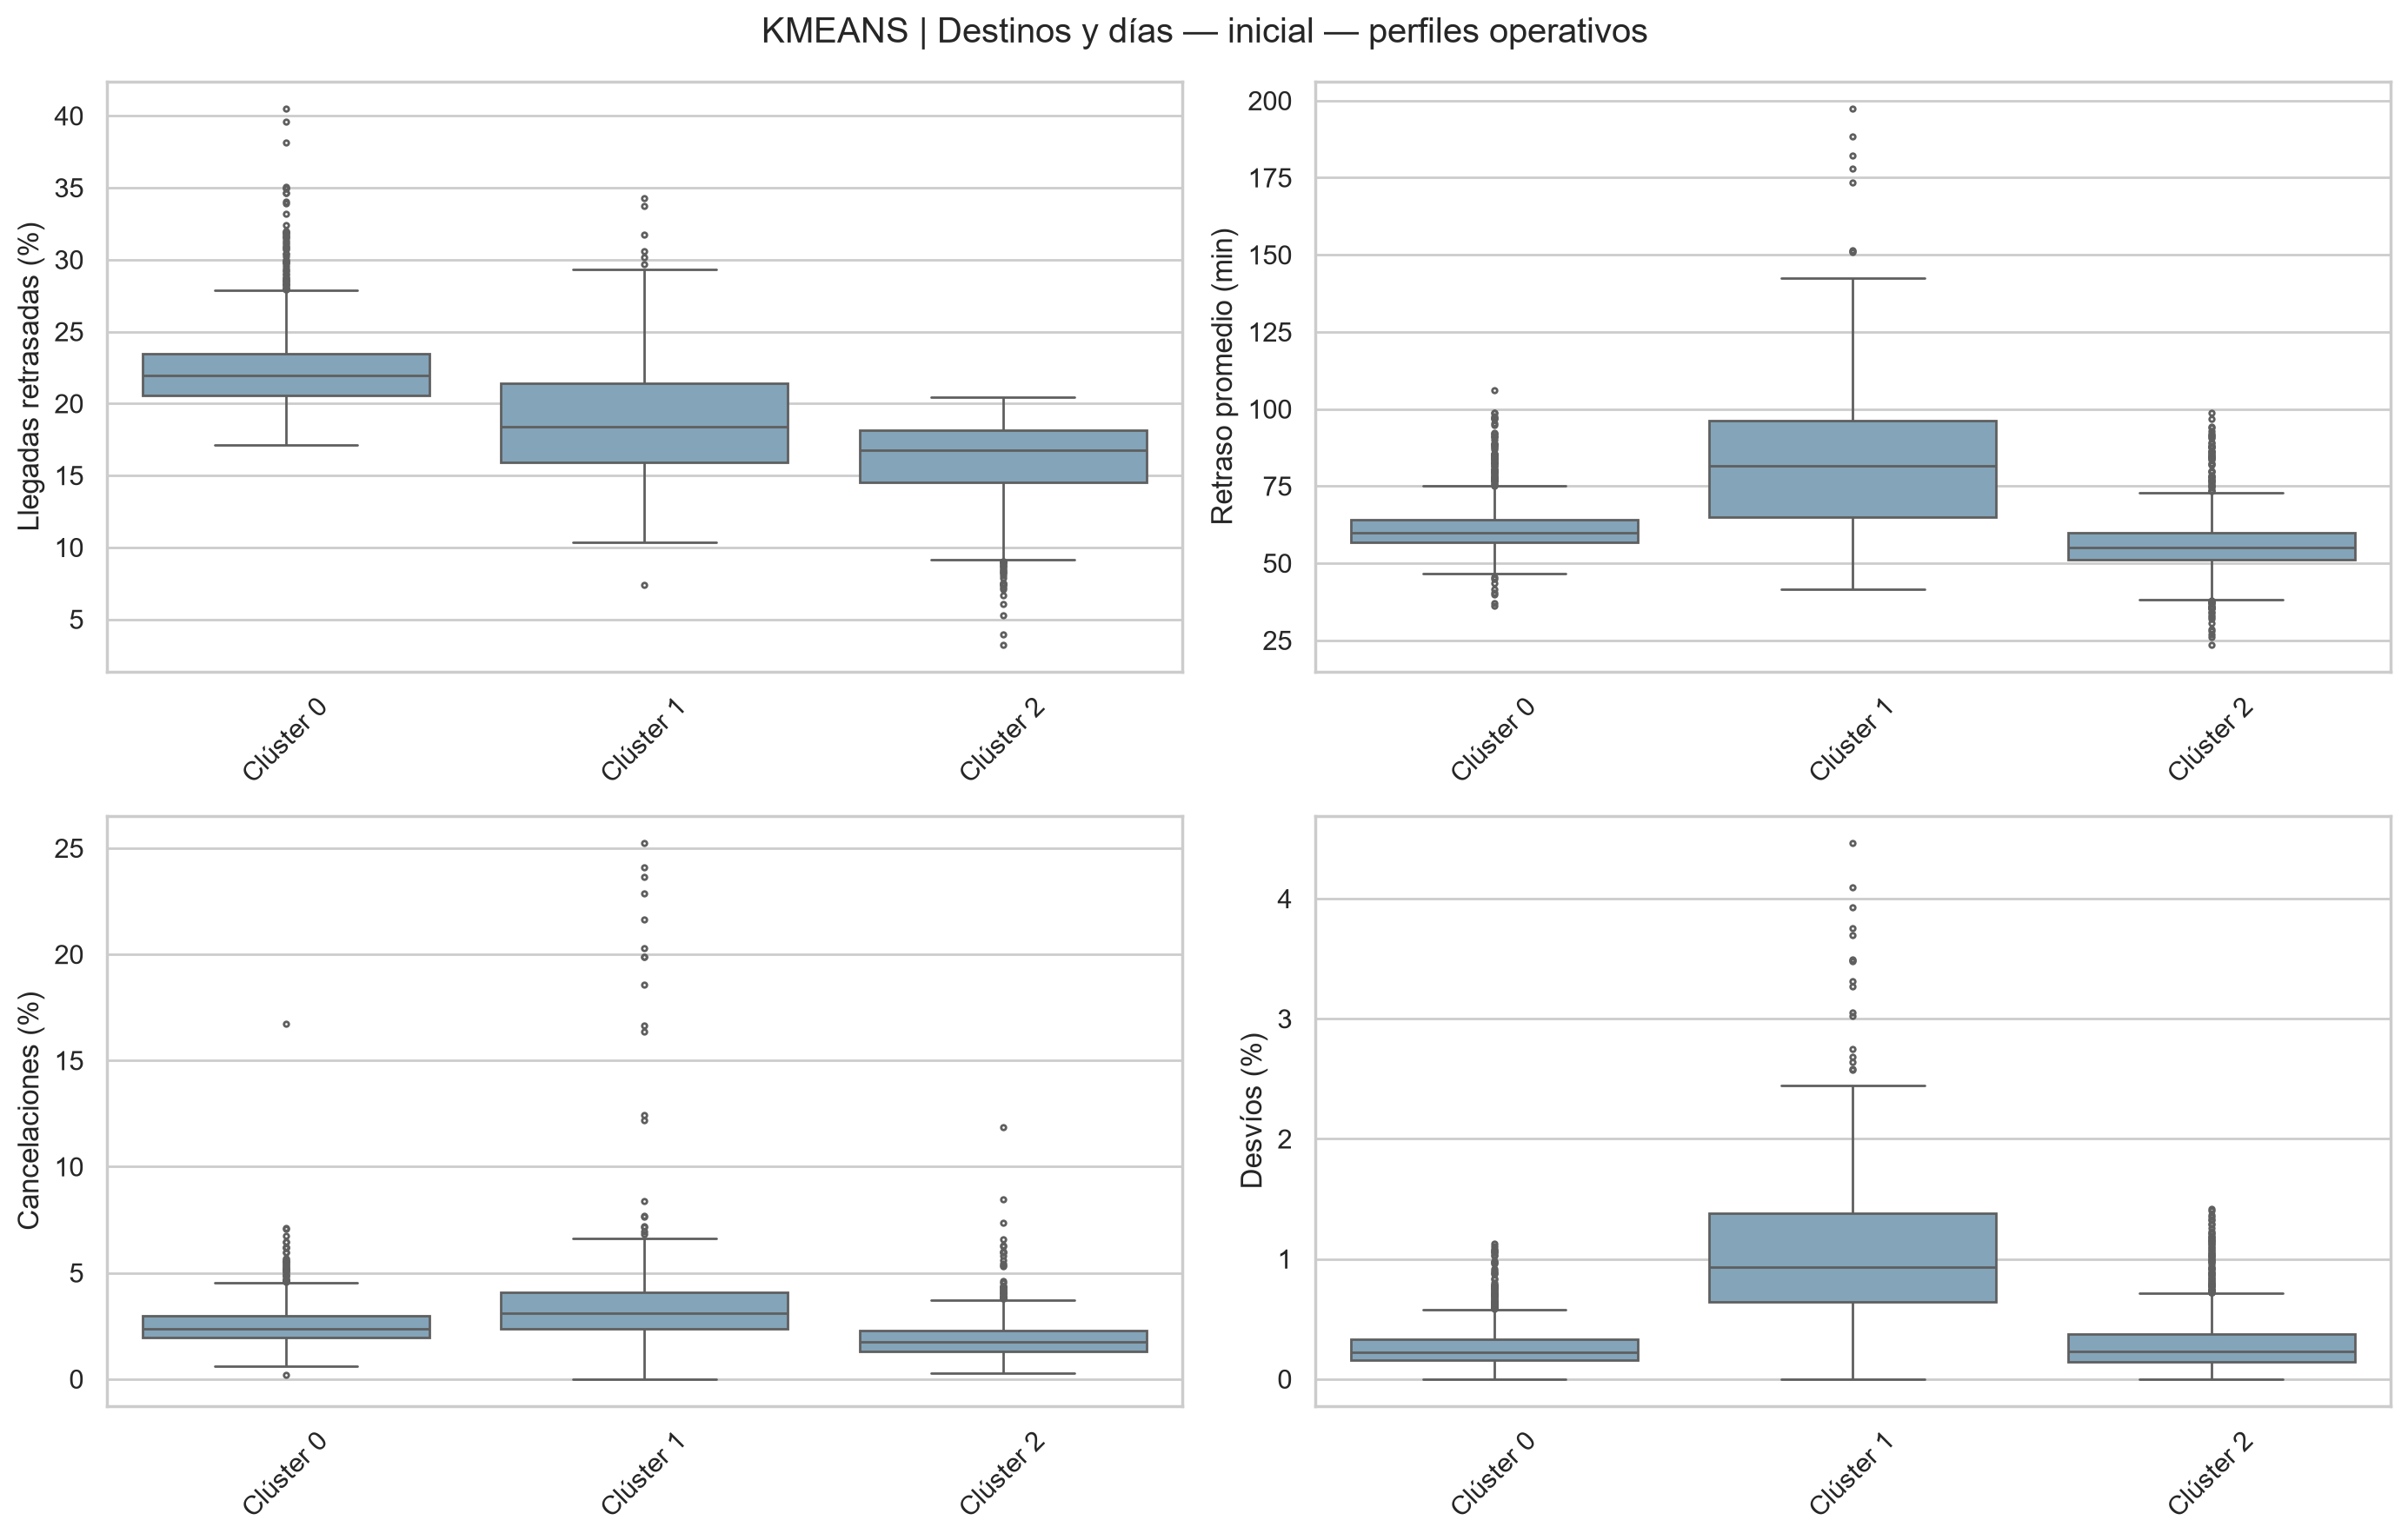 KMEANS | Destinos y días — inicial — perfiles operativos
Llegadas retrasadas (%)
40
35
30
25
20
15
10
5
Clúster 0
Clúster 1
Clúster 2
Retraso promedio (min)
200
175
150
125
100
75
50
25
Clúster 0
Clúster 1
Clúster 2
Cancelaciones (%)
25
20
15
10
5
0
Clúster 0
Clúster 1
Clúster 2
Desvíos (%)
4
3
2
1
0
Clúster 0
Clúster 1
Clúster 2